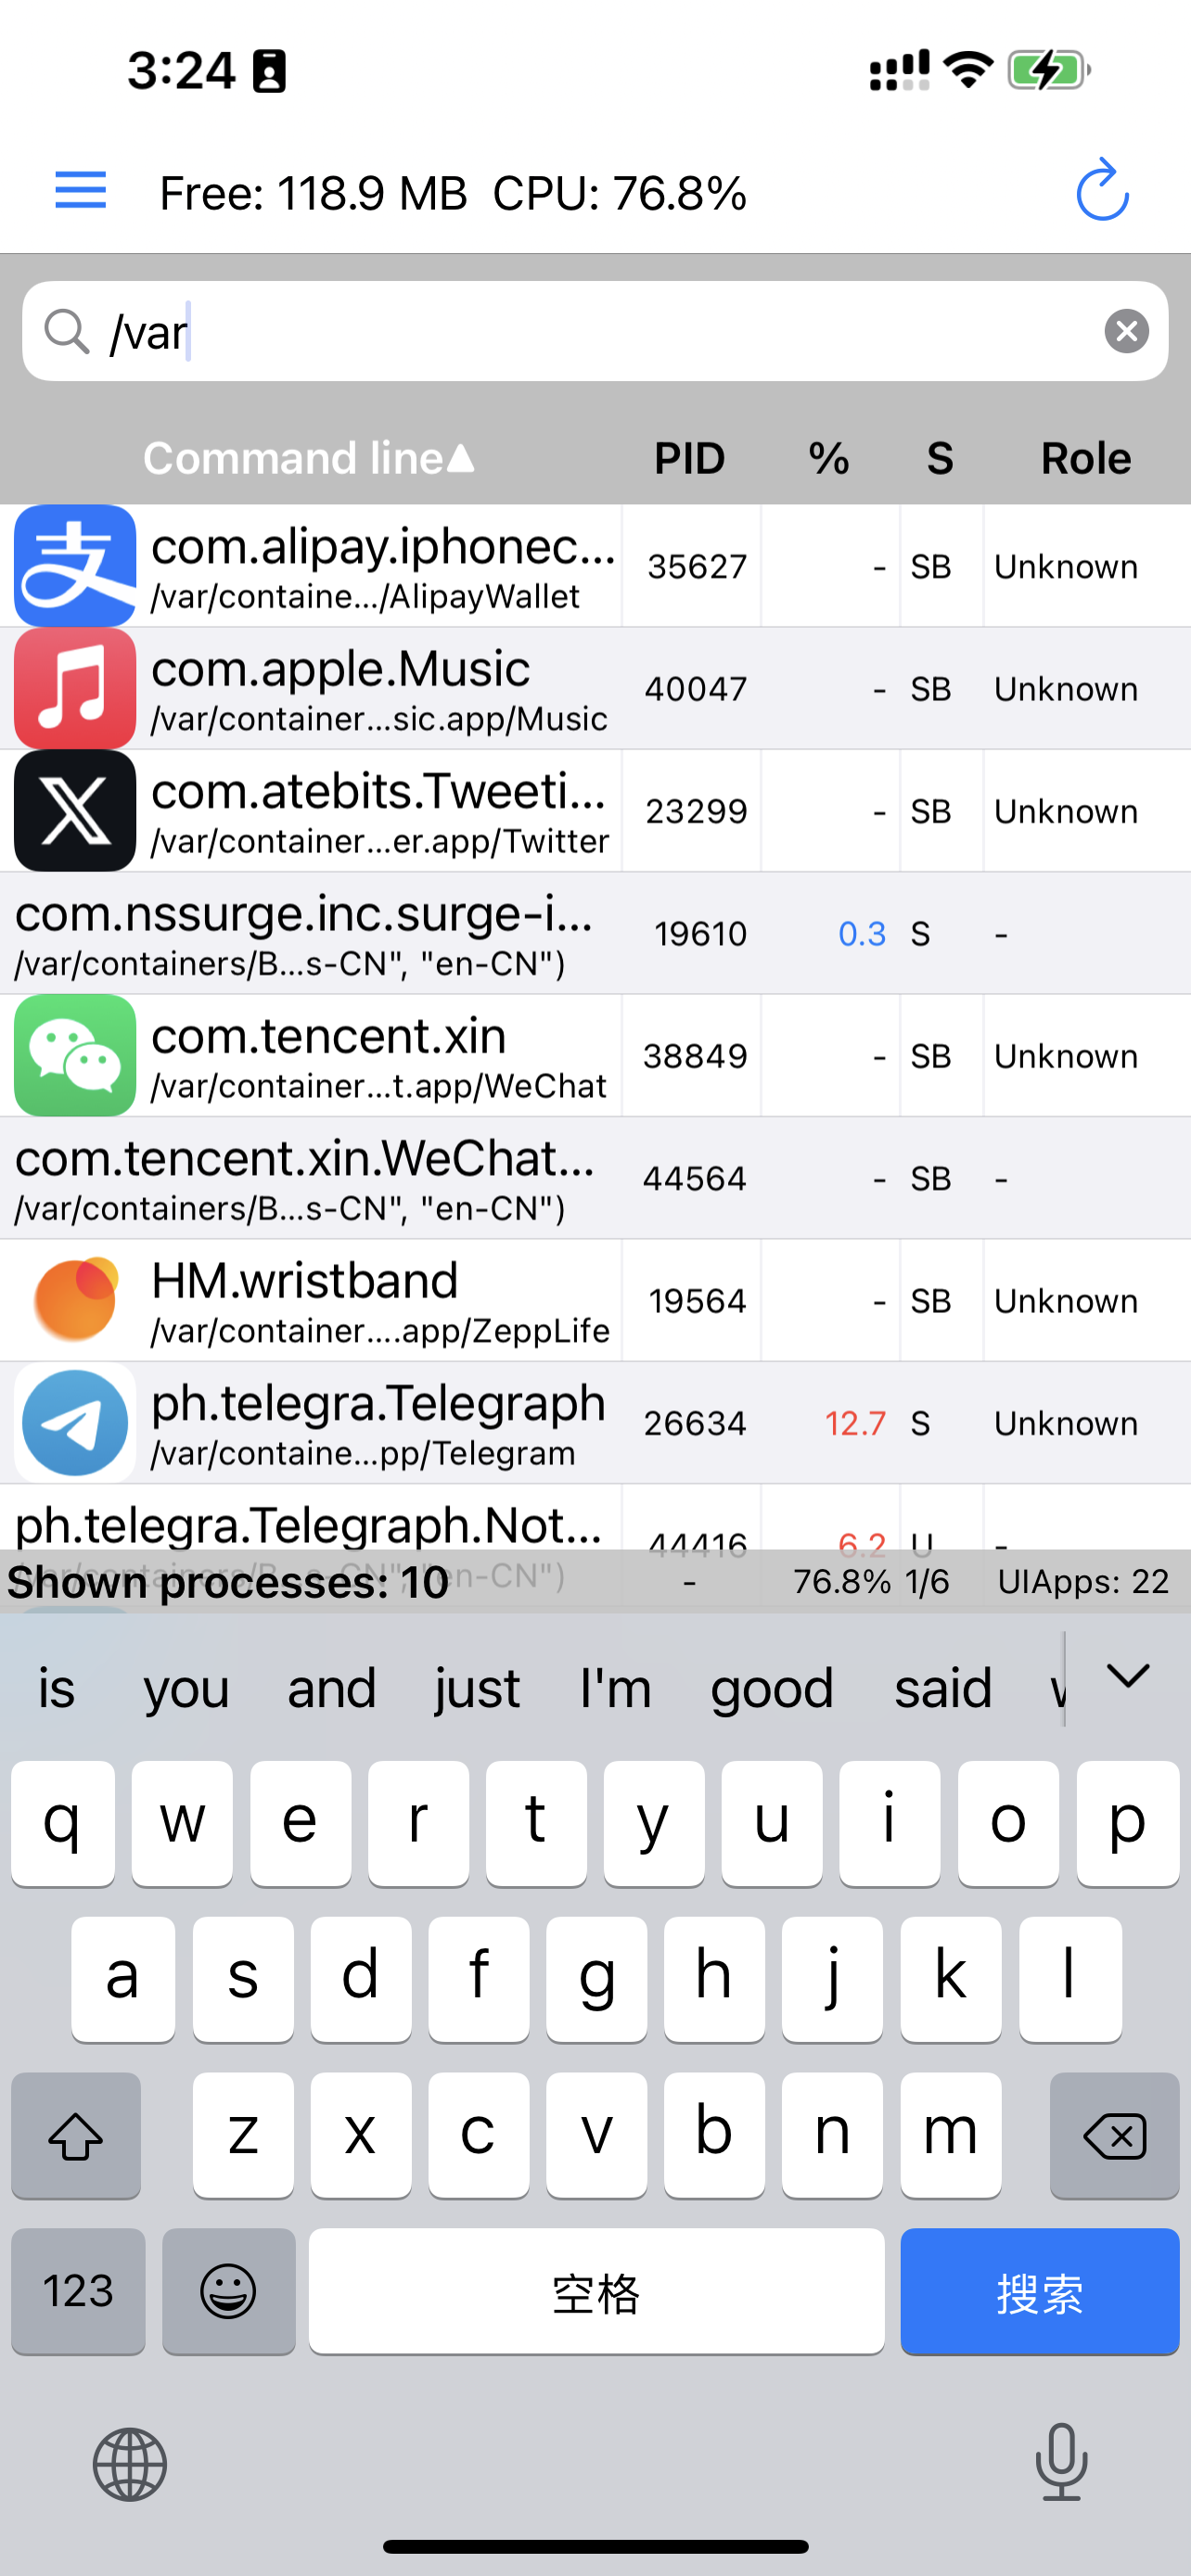 3:24
Free: 118.9 MB CPU: 76.8%
/var
Command line▲ PID % S Role
支
com.alipay.iphonec... 35627 - SB Unknown
/var/containe.../AlipayWallet
com.apple.Music 40047 - SB Unknown
/var/container...sic.app/Music
com.atebits.Tweeti... 23299 - SB Unknown
/var/container...er.app/Twitter
com.nssurge.inc.surge-i... 19610 0.3 S -
/var/containers/B...s-CN", "en-CN")
com.tencent.xin 38849 - SB Unknown
/var/container...t.app/WeChat
com.tencent.xin.WeChat... 44564 - SB -
/var/containers/B...s-CN", "en-CN")
HM.wristband 19564 - SB Unknown
/var/container....app/ZeppLife
ph.telegra.Telegraph 26634 12.7 S Unknown
/var/containe...pp/Telegram
ph.telegra.Telegraph.Not... 44416 6.2 U -
/var/containers/B...s-CN", "en-CN")
Shown processes: 10 - 76.8% 1/6 UIApps: 22
is you and just I'm good said
q w e r t y u i o p
a s d f g h j k l
z x c v b n m
123 空格 搜索